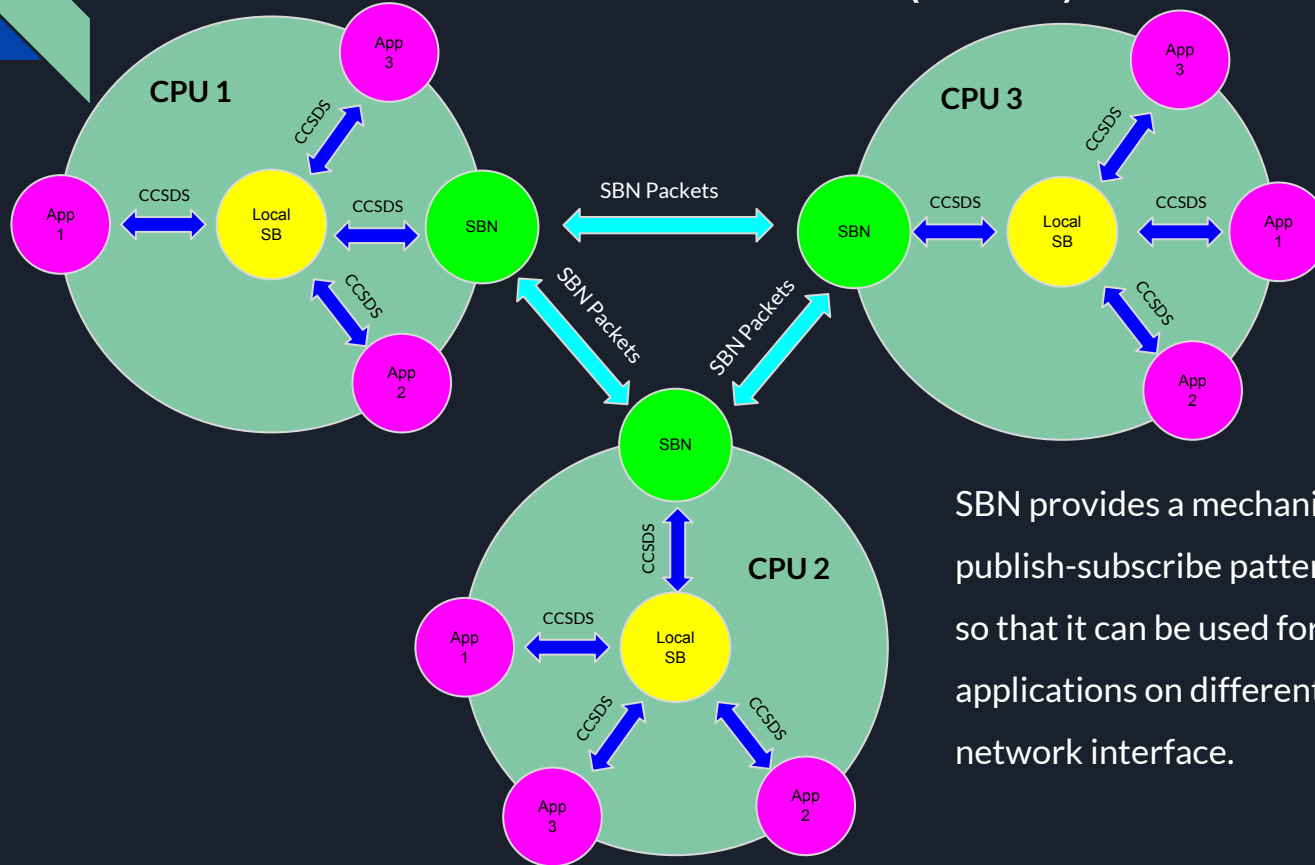 CPU 1
App
3
CCSDS
App
1
CCSDS
Local
SB
CCSDS
SBN
CCSDS
App
2
SBN Packets
SBN Packets
SBN Packets
CPU 3
App
3
CCSDS
SBN
CCSDS
Local
SB
CCSDS
App
1
CCSDS
App
2
SBN
CCSDS
CPU 2
App
1
CCSDS
Local
SB
CCSDS
App
3
CCSDS
App
2
SBN provides a
publish-subscribe
so that it can be used for
applications on different
network interface.